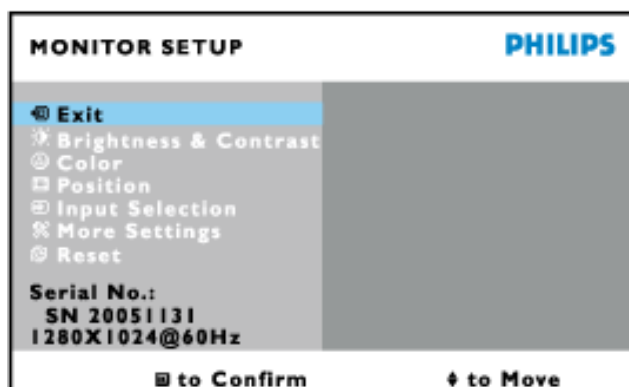 MONITOR SETUP PHILIPS
Exit
Brightness & Contrast
Color
Position
Input Selection
More Settings
Reset
Serial No.:
SN 20051131
1280X1024@60Hz
to Confirm to Move